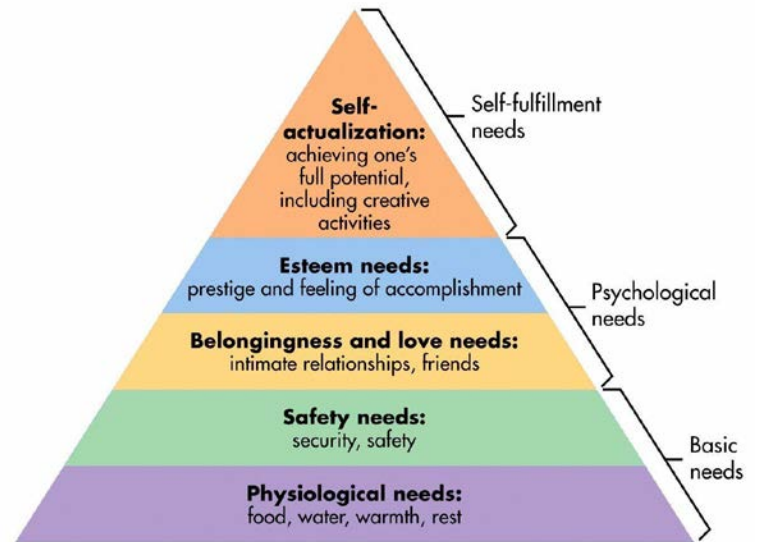 Self-
actualization:
achieving one's
full potential,
including creative
activities
Self-fulfillment
needs
Esteem needs:
prestige and feeling of accomplishment
Psychological
needs
Belongingness and love needs:
intimate relationships, friends
Safety needs:
security, safety
Basic
needs
Physiological needs:
food, water, warmth, rest